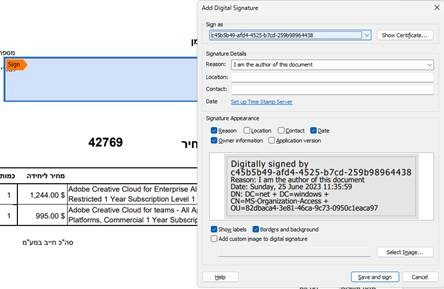 מספר
מן
Sign
42769
חיר
מחיר ליחידה
כמות
Adobe Creative Cloud for Enterprise Al
Restricted 1 Year Subscription Level 1
1,244.00 $
1
Adobe Creative Cloud for teams - All Ap
Platforms, Commercial 1 Year Subscrip
995.00 $
1
סה"כ חייב במע"מ
Add Digital Signature
Sign as
c45b5b49-afd4-4525-b7cd-259b98964438
Show Certificate...
Signature Details
Reason: I am the author of this document
Location:
Contact:
Date Set up Time Stamp Server
Signature Appearance
Reason Location Contact Date
Owner information Application version
Digitally signed by
c45b5b49-afd4-4525-b7cd-259b98964438
Reason: I am the author of this document
Date: Sunday, 25 June 2023 11:35:59
DN: DC=net + DC=windows +
CN=MS-Organization-Access +
OU=82dbaca4-3e81-46ca-9c73-0950c1eaca97
Show labels Borders and background
Add custom image to digital signature
Select Image...
Help
Save and sign
Cancel